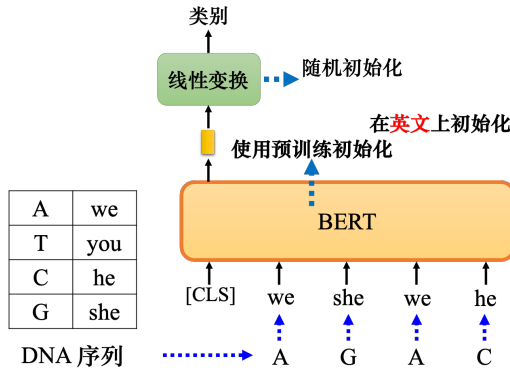 类别
线性变换
随机初始化
在英文上初始化
使用预训练初始化
BERT
A we
T you
C he
G she
[CLS] we she we he
DNA 序列 A G A C